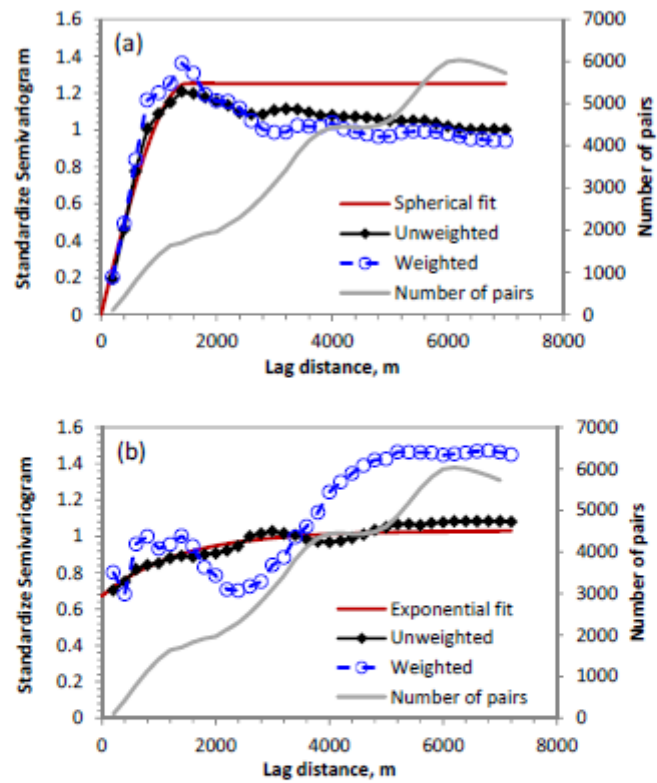 (a)
Standardize Semivariogram
1.6
1.4
1.2
1
0.8
0.6
0.4
0.2
0
7000
6000
5000
4000
3000
2000
1000
0
Number of pairs
Spherical fit
Unweighted
Weighted
Number of pairs
0 2000 4000 6000 8000
Lag distance, m
(b)
Standardize Semivariogram
1.6
1.4
1.2
1
0.8
0.6
0.4
0.2
0
7000
6000
5000
4000
3000
2000
1000
0
Number of pairs
Exponential fit
Unweighted
Weighted
Number of pairs
0 2000 4000 6000 8000
Lag distance, m